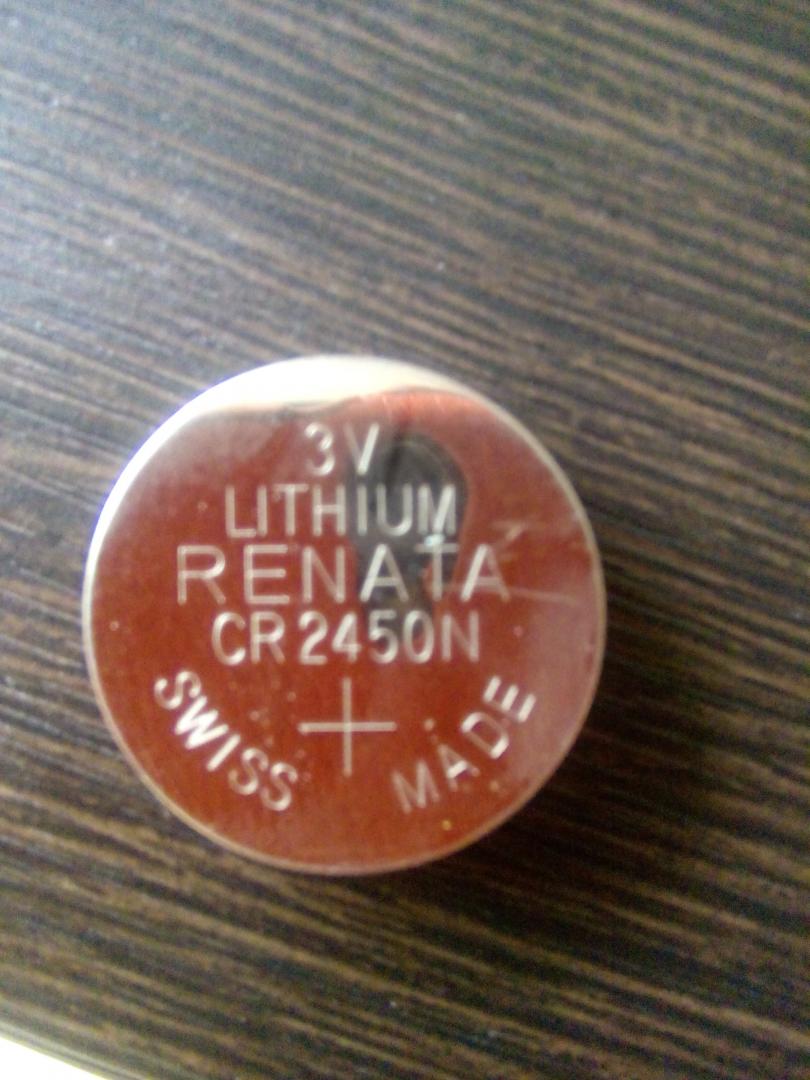 3V
LITHIUM
RENATA
CR2450N
+
SWISS MADE